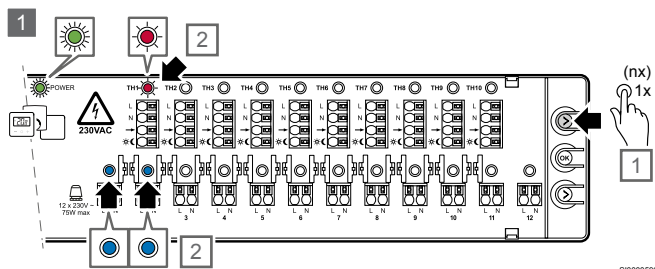 1
2
(nx)
1x
POWER
TH1 TH2 TH3 TH4 TH5 TH6 TH7 TH8 TH9 TH10
L
N
230VAC
OK
1
12 x 230V ~
75W max
L N L N L N L N L N L N L N L N L N L N
3 4 5 6 7 8 9 10 11 12
2